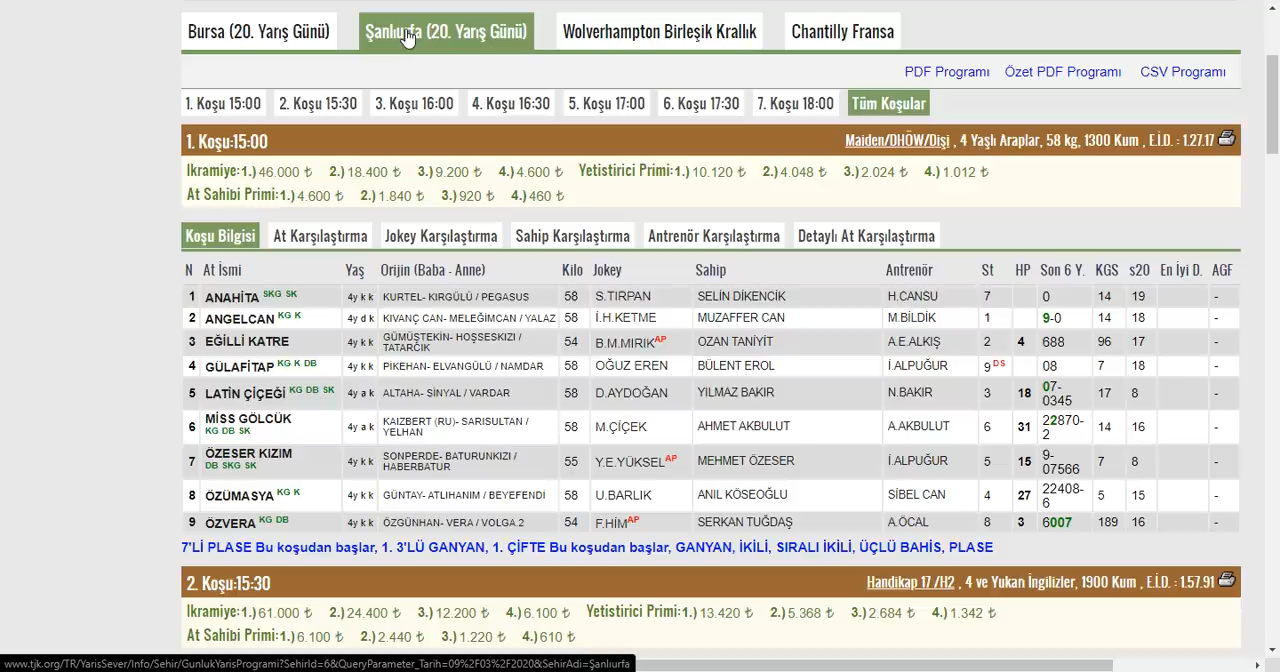 Bursa (20. Yarış Günü) Şanlıurfa (20. Yarış Günü) Wolverhampton Birleşik Krallık Chantilly Fransa
PDF Programı Özet PDF Programı CSV Programı
1. Koşu 15:00 2. Koşu 15:30 3. Koşu 16:00 4. Koşu 16:30 5. Koşu 17:00 6. Koşu 17:30 7. Koşu 18:00 Tüm Koşular
1. Koşu:15:00 Maiden/DHÖW/Dişi , 4 Yaşlı Araplar, 58 kg, 1300 Kum , E.İ.D. : 1.27.17
Ikramiye:1.) 46.000 ₺ 2.) 18.400 ₺ 3.) 9.200 ₺ 4.) 4.600 ₺ Yetistirici Primi:1.) 10.120 ₺ 2.) 4.048 ₺ 3.) 2.024 ₺ 4.) 1.012 ₺
At Sahibi Primi:1.) 4.600 ₺ 2.) 1.840 ₺ 3.) 920 ₺ 4.) 460 ₺
Koşu Bilgisi At Karşılaştırma Jokey Karşılaştırma Sahip Karşılaştırma Antrenör Karşılaştırma Detaylı At Karşılaştırma
N At İsmi Yaş Orijin (Baba - Anne) Kilo Jokey Sahip Antrenör St HP Son 6 Y. KGS s20 En İyi D. AGF
1 ANAHİTA SKG SK 4y k k KURTEL- KIRGÜLÜ / PEGASUS 58 S.TIRPAN SELİN DİKENCİK H.CANSU 7 0 14 19 -
2 ANGELCAN KG K 4y d k KIVANÇ CAN- MELEĞİMCAN / YALAZ 58 İ.H.KETME MUZAFFER CAN M.BİLDİK 1 9-0 14 18 -
3 EĞİLLİ KATRE 4y k k GÜMÜŞTEKİN- HOŞSESKIZI / TATARCIK 54 B.M.MIRIK AP OZAN TANİYİT A.E.ALKIŞ 2 4 688 96 17 -
4 GÜLAFİTAP KG K DB 4y k k PİKEHAN- ELVANGÜLÜ / NAMDAR 58 OĞUZ EREN BÜLENT EROL İ.ALPUĞUR 9 DS 08 7 18 -
5 LATİN ÇİÇEĞİ KG DB SK 4y a k ALTAHA- SİNYAL / VARDAR 58 D.AYDOĞAN YILMAZ BAKIR N.BAKIR 3 18 07-0345 17 8 -
6 MİSS GÖLCÜK KG DB SK 4y a k KAIZBERT (RU)- SARISULTAN / YELHAN 58 M.ÇİÇEK AHMET AKBULUT A.AKBULUT 6 31 22870-2 14 16 -
7 ÖZESER KIZIM DB SKG SK 4y k k SONPERDE- BATURUNKIZI / HABERBATUR 55 Y.E.YÜKSEL AP MEHMET ÖZESER İ.ALPUĞUR 5 15 9-07566 7 8 -
8 ÖZÜMASYA KG K 4y k k GÜNTAY- ATLIHANIM / BEYEFENDI 58 U.BARLIK ANIL KÖSEOĞLU SİBEL CAN 4 27 22408-6 5 15 -
9 ÖZVERA KG DB 4y k k ÖZGÜNHAN- VERA / VOLGA.2 54 F.HİM AP SERKAN TUĞDAŞ A.ÖCAL 8 3 6007 189 16 -
7'Lİ PLASE Bu koşudan başlar, 1. 3'LÜ GANYAN, 1. ÇİFTE Bu koşudan başlar, GANYAN, İKİLİ, SIRALI İKİLİ, ÜÇLÜ BAHİS, PLASE
2. Koşu:15:30 Handikap 17 /H2 , 4 ve Yukarı İngilizler, 1900 Kum , E.İ.D. : 1.57.91
Ikramiye:1.) 61.000 ₺ 2.) 24.400 ₺ 3.) 12.200 ₺ 4.) 6.100 ₺ Yetistirici Primi:1.) 13.420 ₺ 2.) 5.368 ₺ 3.) 2.684 ₺ 4.) 1.342 ₺
At Sahibi Primi:1.) 6.100 ₺ 2.) 2.440 ₺ 3.) 1.220 ₺ 4.) 610 ₺
www.tjk.org/TR/YarisSever/Info/Sehir/GunlukYarisProgrami?SehirId=6&QueryParameter_Tarih=09%2F03%2F2020&SehirAdi=Şanlıurfa